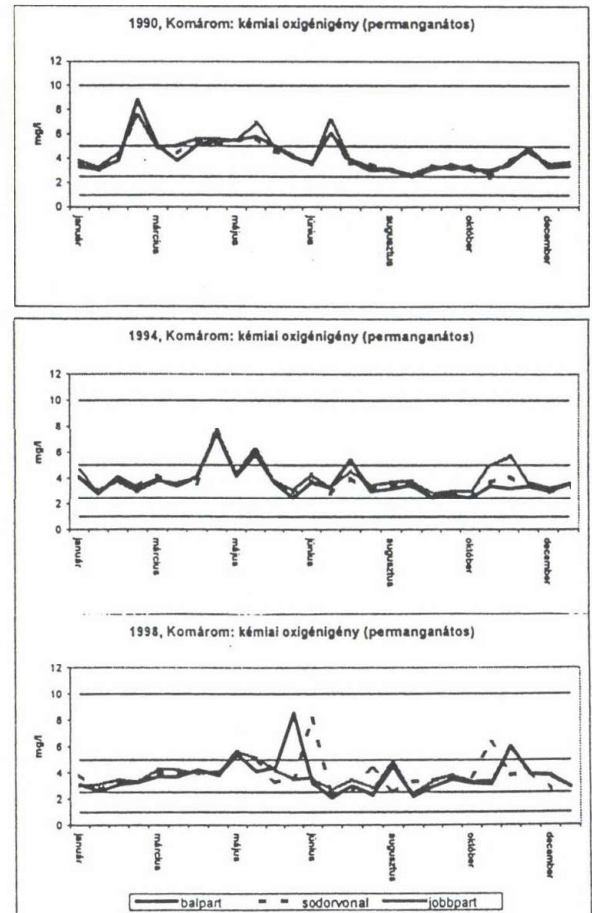 1990, Komárom: kémiai oxigénigény (permanganátos)
12
10
8
6
4
2
0
mg/l
január
március
május
június
augusztus
október
december
1994, Komárom: kémiai oxigénigény (permanganátos)
12
10
8
6
4
2
0
mg/l
január
március
május
június
augusztus
október
december
1998, Komárom: kémiai oxigénigény (permanganátos)
12
10
8
6
4
2
0
mg/l
január
március
május
június
augusztus
október
december
balpart sodorvonal jobbpart